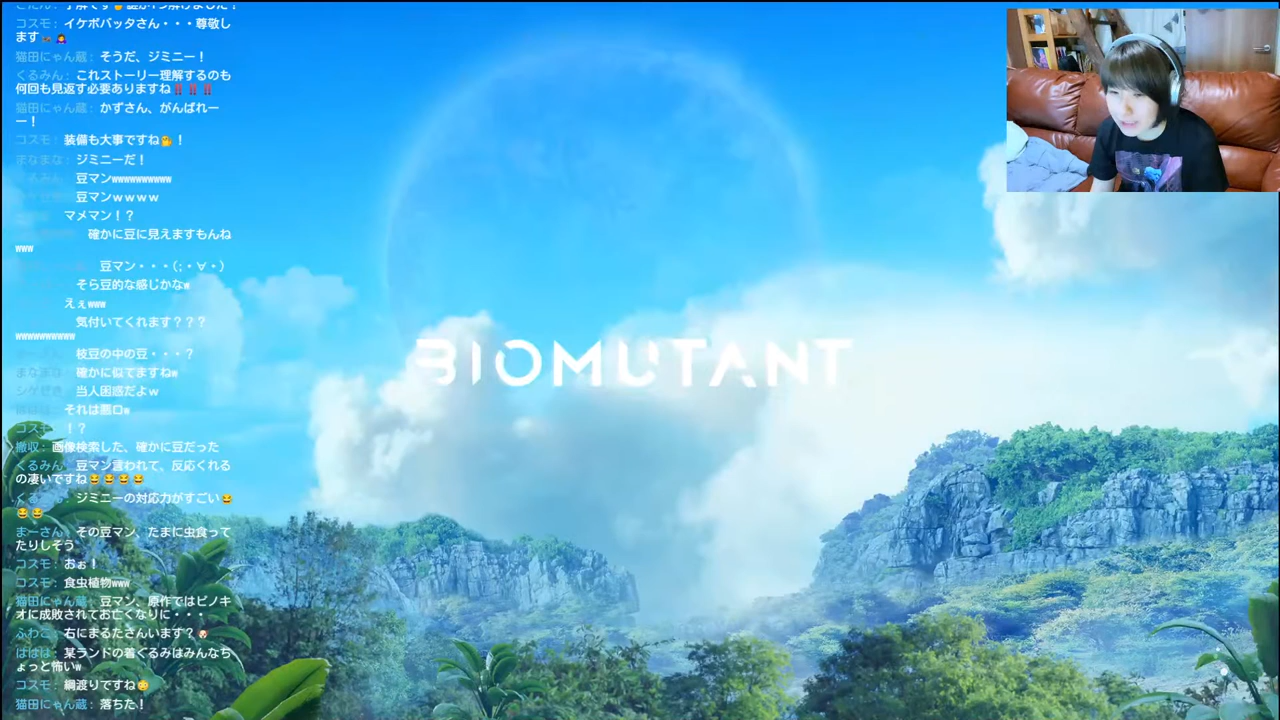 コスモ: イケボバッタさん・・・尊敬し
ます
猫田にゃん蔵: そうだ、ジミニー！
くるみん: これストーリー理解するのも
何回も見返す必要ありますね‼️‼️‼️
猫田にゃん蔵: かずさん、がんばれー
ー！
コスモ: 装備も大事ですね！
まなまな: ジミニーだ！
くるみん: 豆マンwwwwwwwwww
豆マンｗｗｗｗ
マメマン！？
確かに豆に見えますもんね
www
豆マン・・・(;・∀・)
そら豆的な感じかなw
えぇwww
気付いてくれます？？？
wwwwwwwwww
まーさん: 枝豆の中の豆・・・？
まなまな: 確かに似てますねw
当人困惑だよｗ
ははは: それは悪口w
コスモ: ！？
撤収: 画像検索した、確かに豆だった
くるみん: 豆マン言われて、反応くれる
の凄いですね😂😂😂😂
くるみん: ジミニーの対応力がすごい😆
😂😂
まーさん: その豆マン、たまに虫食って
たりしそう
コスモ: おぉ！
コスモ: 食虫植物www
猫田にゃん蔵: 豆マン、原作ではピノキ
オに成敗されてお亡くなりに・・・
ふわこ: 右にまるたさんいます？🐶
ははは: 某ランドの着ぐるみはみんなち
ょっと怖いw
コスモ: 綱渡りですね😳
猫田にゃん蔵: 落ちた！
BIOMUTANT